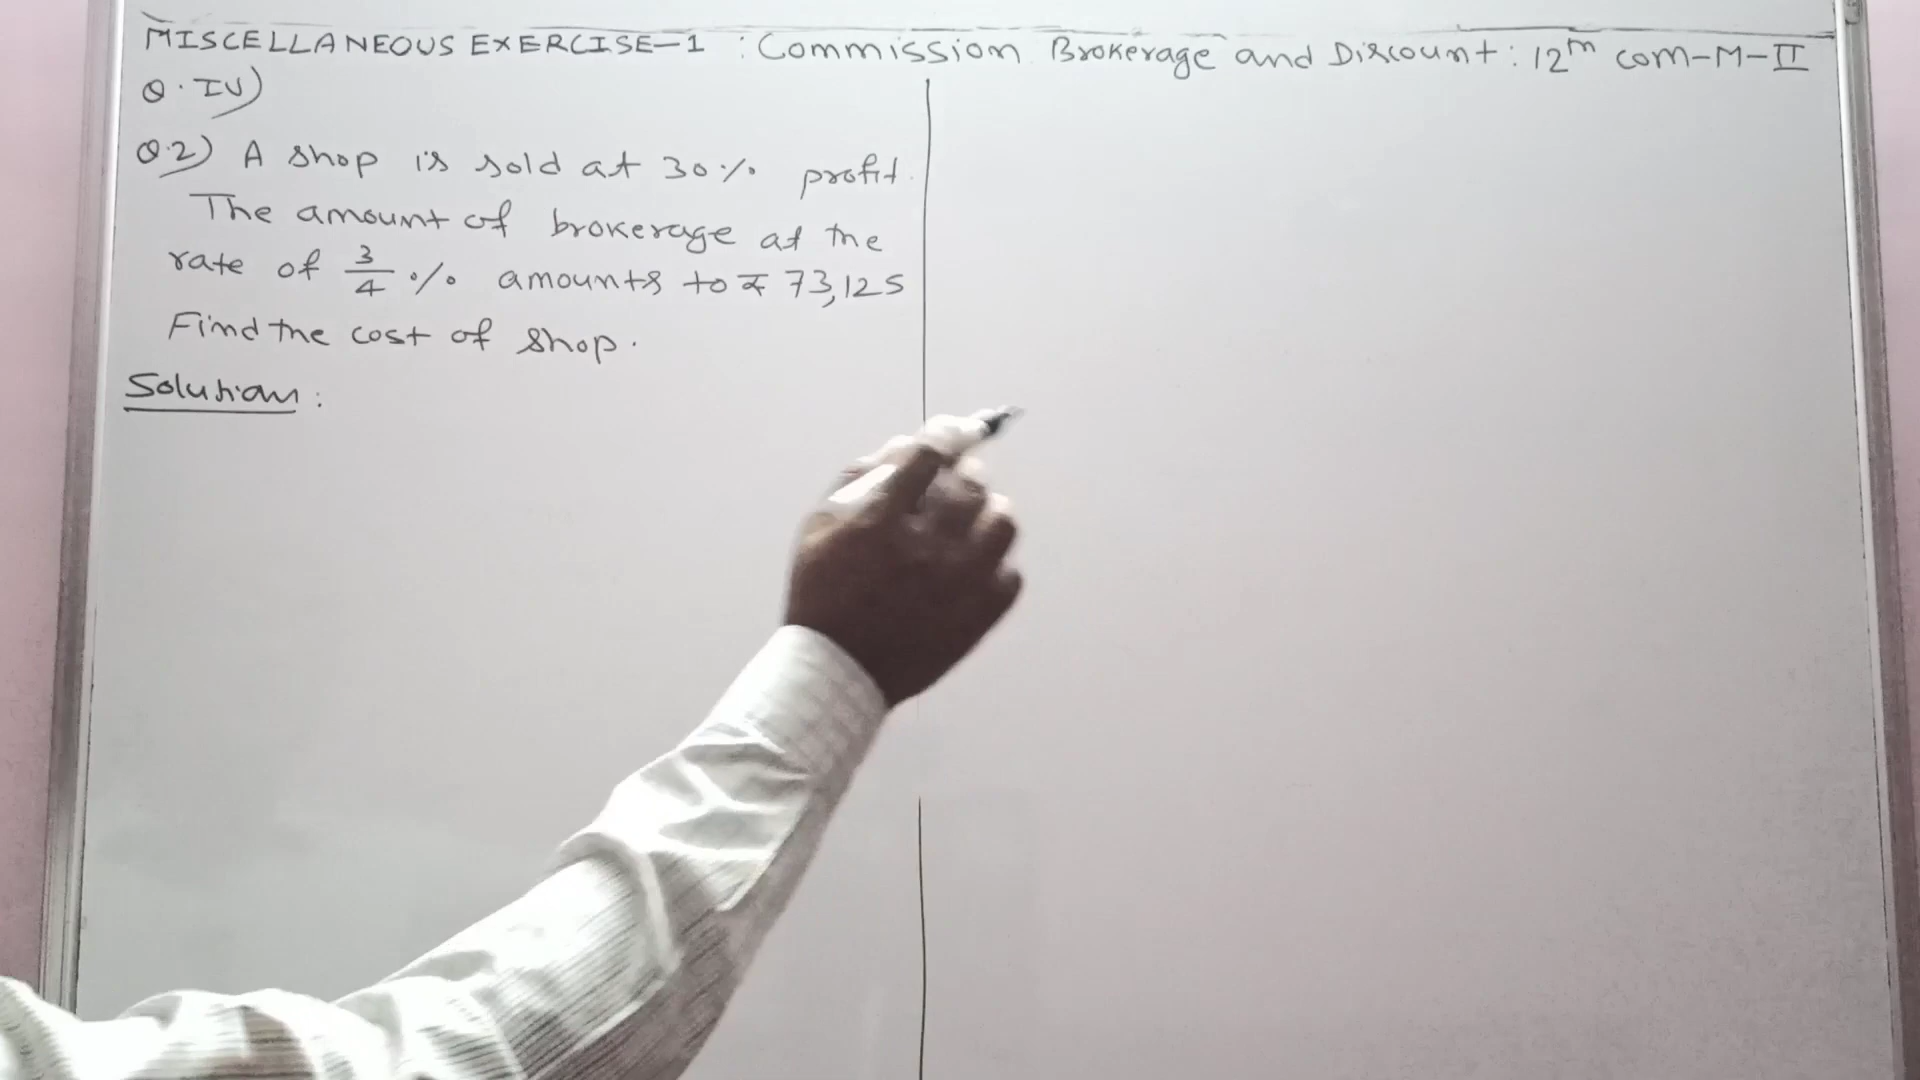 MISCELLANEOUS EXERCISE-1 : Commission Brokerage and Discount : 12th com-M-II
Q.IV)
Q.2) A shop is sold at 30% profit.
The amount of brokerage at the
rate of 3/4 % amounts to ₹ 73,125
Find the cost of shop.
Solution :